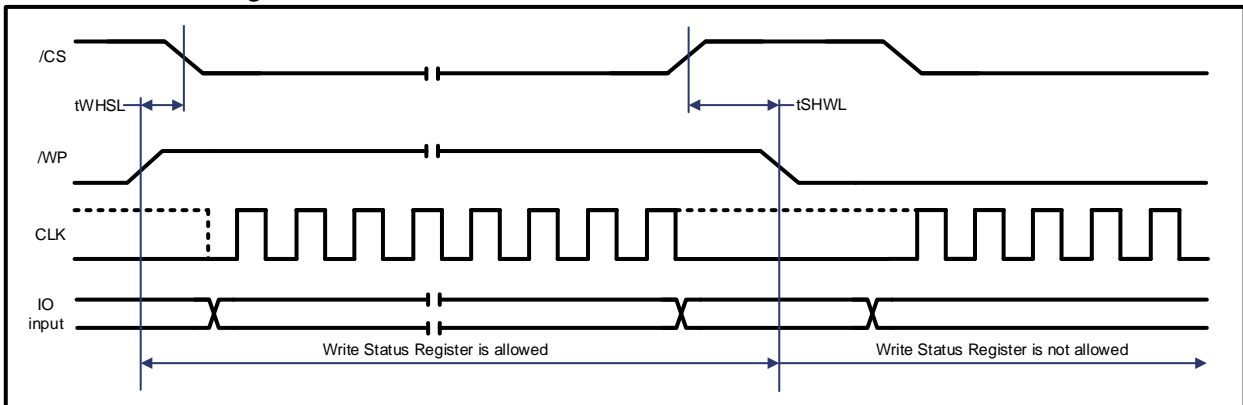 /CS
tWHSL
tSHWL
/WP
CLK
IO
input
Write Status Register is allowed
Write Status Register is not allowed